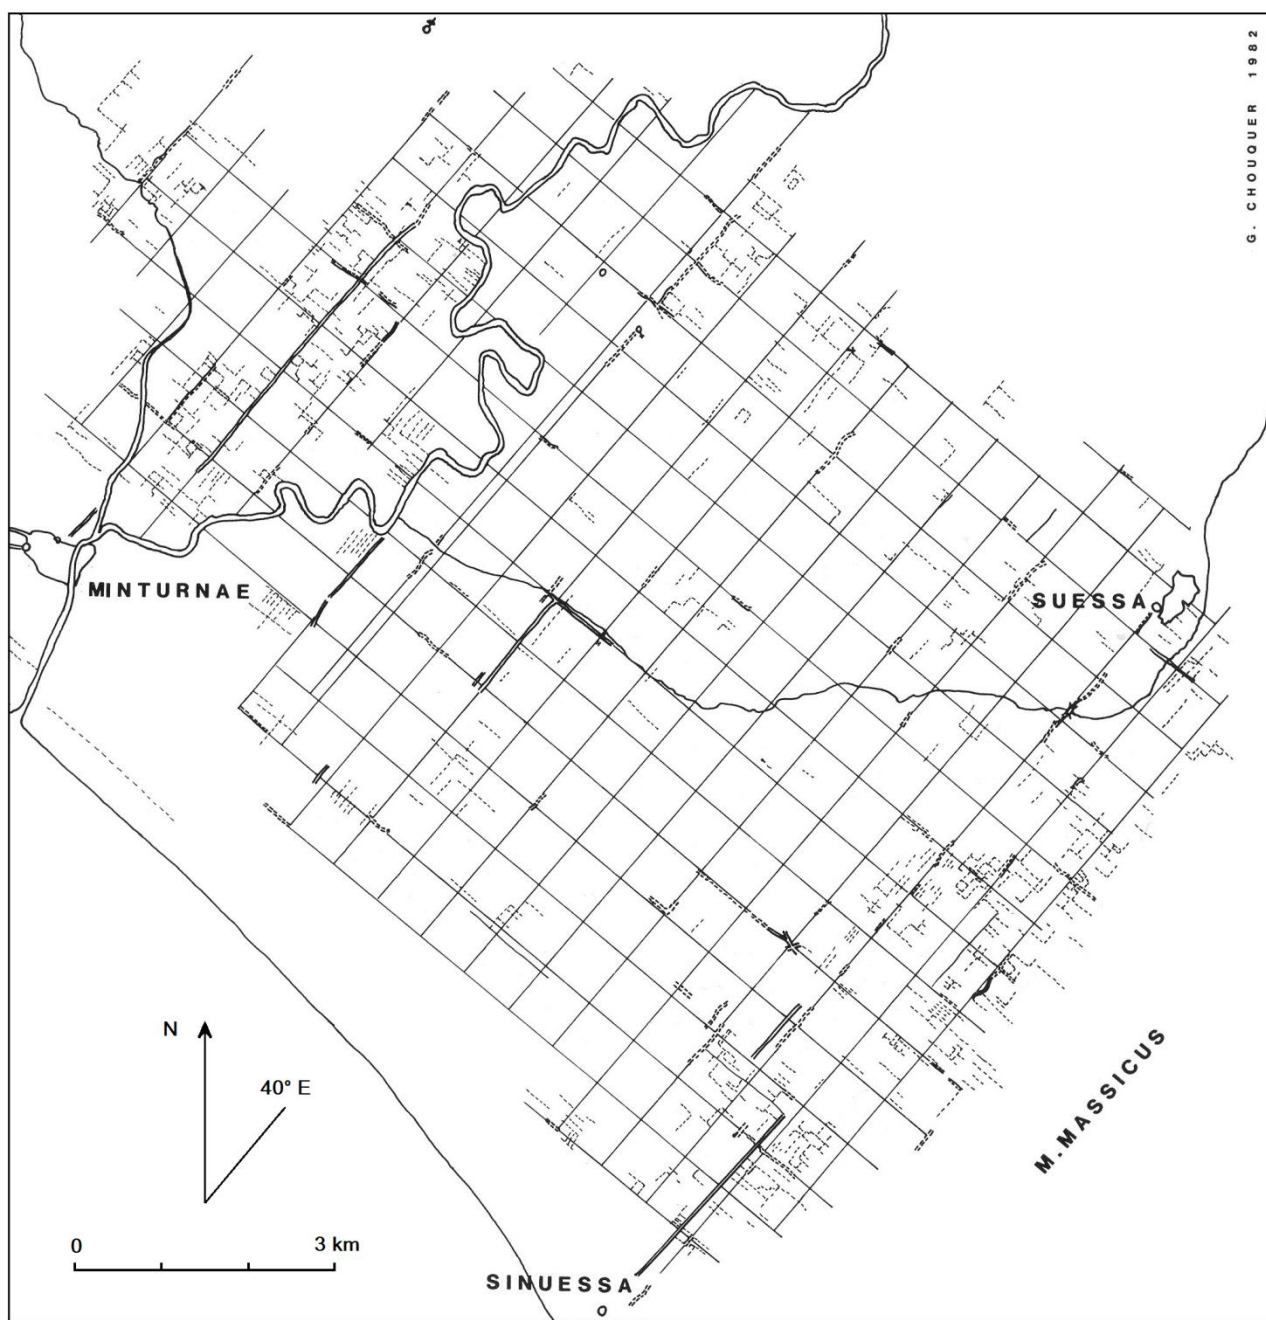 G. CHOUQUER 1982
MINTURNAE
SUESSA
N
40° E
M. MASSICUS
0 3 km
SINUESSA